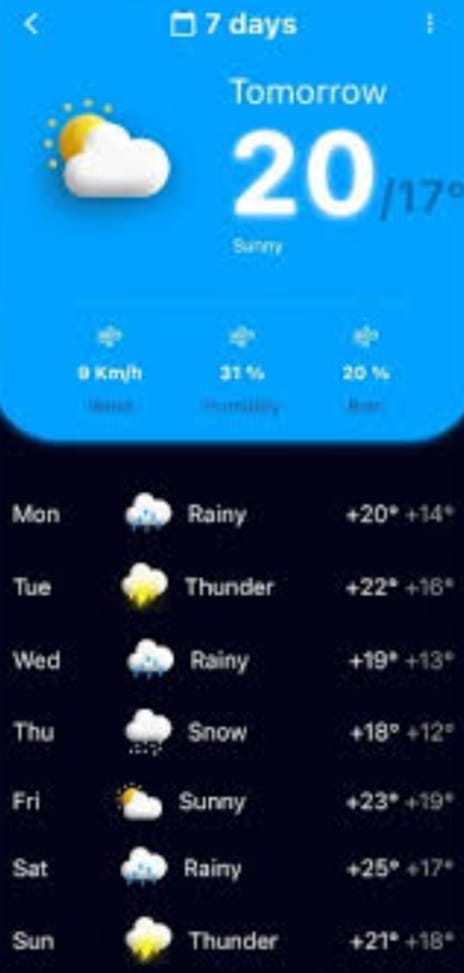 7 days
Tomorrow
20/17°
Sunny
9 Km/h 31 % 20 %
Wind Humidity Rain
Mon Rainy +20° +14°
Tue Thunder +22° +16°
Wed Rainy +19° +13°
Thu Snow +18° +12°
Fri Sunny +23° +19°
Sat Rainy +25° +17°
Sun Thunder +21° +18°